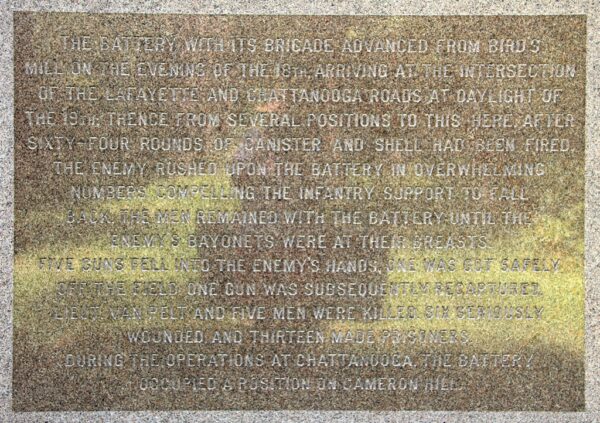 THE BATTERY WITH ITS BRIGADE ADVANCED FROM BIRD'S
MILL ON THE EVENING OF THE 18TH. ARRIVING AT THE INTERSECTION
OF THE LAFAYETTE AND CHATTANOOGA ROADS AT DAYLIGHT OF
THE 19TH. THENCE FROM SEVERAL POSITIONS TO THIS. HERE, AFTER
SIXTY-FOUR ROUNDS OF CANISTER AND SHELL HAD BEEN FIRED,
THE ENEMY RUSHED UPON THE BATTERY IN OVERWHELMING
NUMBERS, COMPELLING THE INFANTRY SUPPORT TO FALL
BACK. THE MEN REMAINED WITH THE BATTERY UNTIL THE
ENEMY'S BAYONETS WERE AT THEIR BREASTS.
FIVE GUNS FELL INTO THE ENEMY'S HANDS, ONE WAS GOT SAFELY
OFF THE FIELD. ONE GUN WAS SUBSEQUENTLY RECAPTURED.
LIEUT. VAN PELT AND FIVE MEN WERE KILLED, SIX SERIOUSLY
WOUNDED, AND THIRTEEN MADE PRISONERS.
DURING THE OPERATIONS AT CHATTANOOGA, THE BATTERY
OCCUPIED A POSITION ON CAMERON HILL.